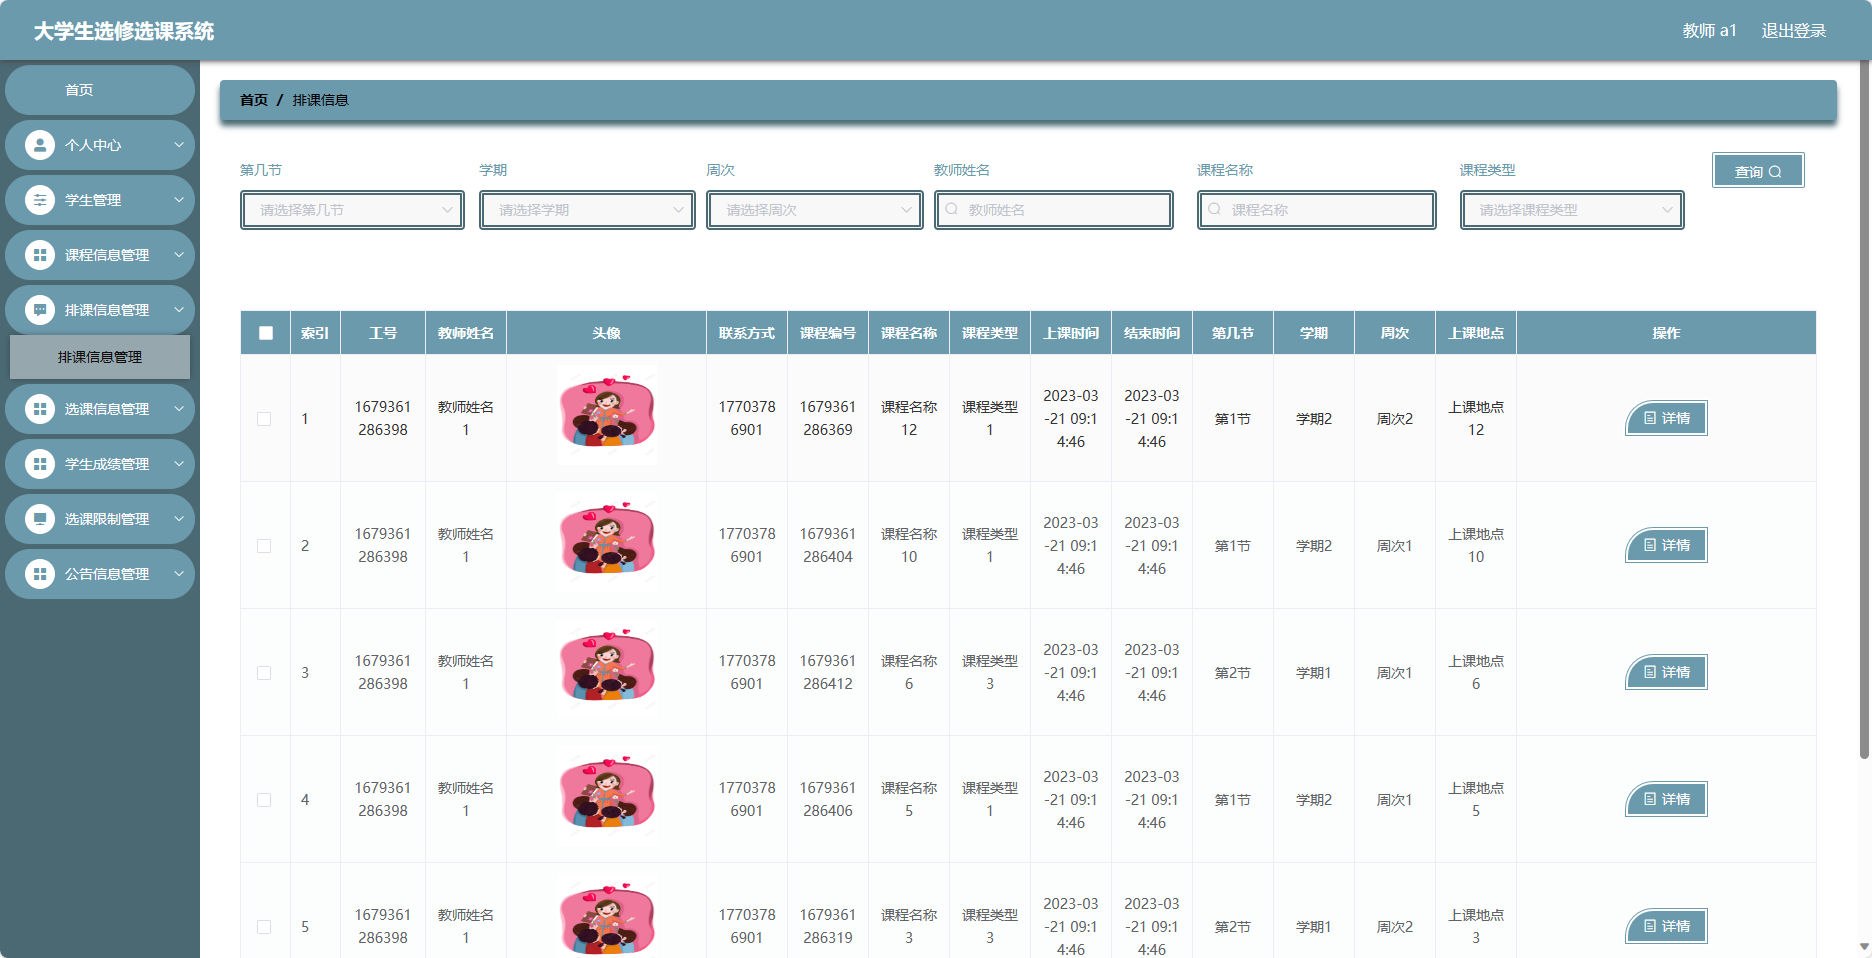 大学生选修选课系统
教师 a1 退出登录
首页
个人中心
学生管理
课程信息管理
排课信息管理
排课信息管理
选课信息管理
学生成绩管理
选课限制管理
公告信息管理
首页 / 排课信息
第几节 学期 周次 教师姓名 课程名称 课程类型
请选择第几节 请选择学期 请选择周次 教师姓名 课程名称 请选择课程类型
查询
索引 工号 教师姓名 头像 联系方式 课程编号 课程名称 课程类型 上课时间 结束时间 第几节 学期 周次 上课地点 操作
1 1679361286398 教师姓名1 17703786901 1679361286369 课程名称12 课程类型1 2023-03-21 09:14:46 2023-03-21 09:14:46 第1节 学期2 周次2 上课地点12 详情
2 1679361286398 教师姓名1 17703786901 1679361286404 课程名称10 课程类型1 2023-03-21 09:14:46 2023-03-21 09:14:46 第1节 学期2 周次1 上课地点10 详情
3 1679361286398 教师姓名1 17703786901 1679361286412 课程名称6 课程类型3 2023-03-21 09:14:46 2023-03-21 09:14:46 第2节 学期1 周次1 上课地点6 详情
4 1679361286398 教师姓名1 17703786901 1679361286406 课程名称5 课程类型1 2023-03-21 09:14:46 2023-03-21 09:14:46 第1节 学期2 周次1 上课地点5 详情
5 1679361286398 教师姓名1 17703786901 1679361286319 课程名称3 课程类型3 2023-03-21 09:14:46 2023-03-21 09:14:46 第2节 学期1 周次2 上课地点3 详情